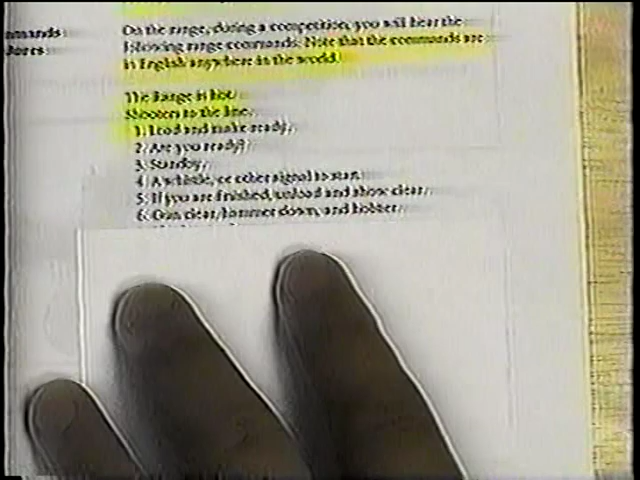 On the range, during a competition, you will hear the
following range commands. Note that the commands are
in English anywhere in the world.
The Range is hot.
Shooters to the line.
1. Load and make ready.
2. Are you ready?
3. Standby.
4. A whistle, or other signal to start.
5. If you are finished, unload and show clear.
6. Gun clear, hammer down, and holster.